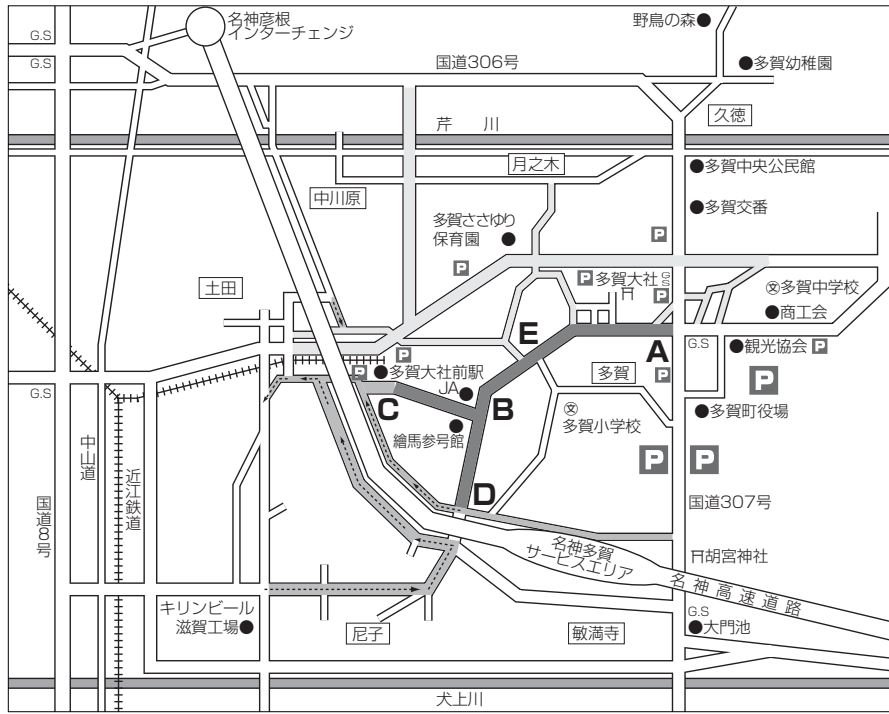 名神彦根
インターチェンジ
野鳥の森
G.S
G.S
国道306号
多賀幼稚園
久徳
芹川
月之木
多賀中央公民館
中川原
多賀交番
多賀ささゆり
保育園
P
P
P
多賀大社
G.S
P
土田
多賀中学校
文
商工会
E
A
G.S
観光協会 P
P
多賀大社前駅
P
JA
多賀
P
P
G.S
C
B
文
多賀小学校
多賀町役場
繪馬参号館
中山道
近江鉄道
国道8号
P
P
D
国道307号
名神多賀
サービスエリア
胡宮神社
名神高速道路
キリンビール
滋賀工場
G.S
大門池
尼子
敏満寺
犬上川